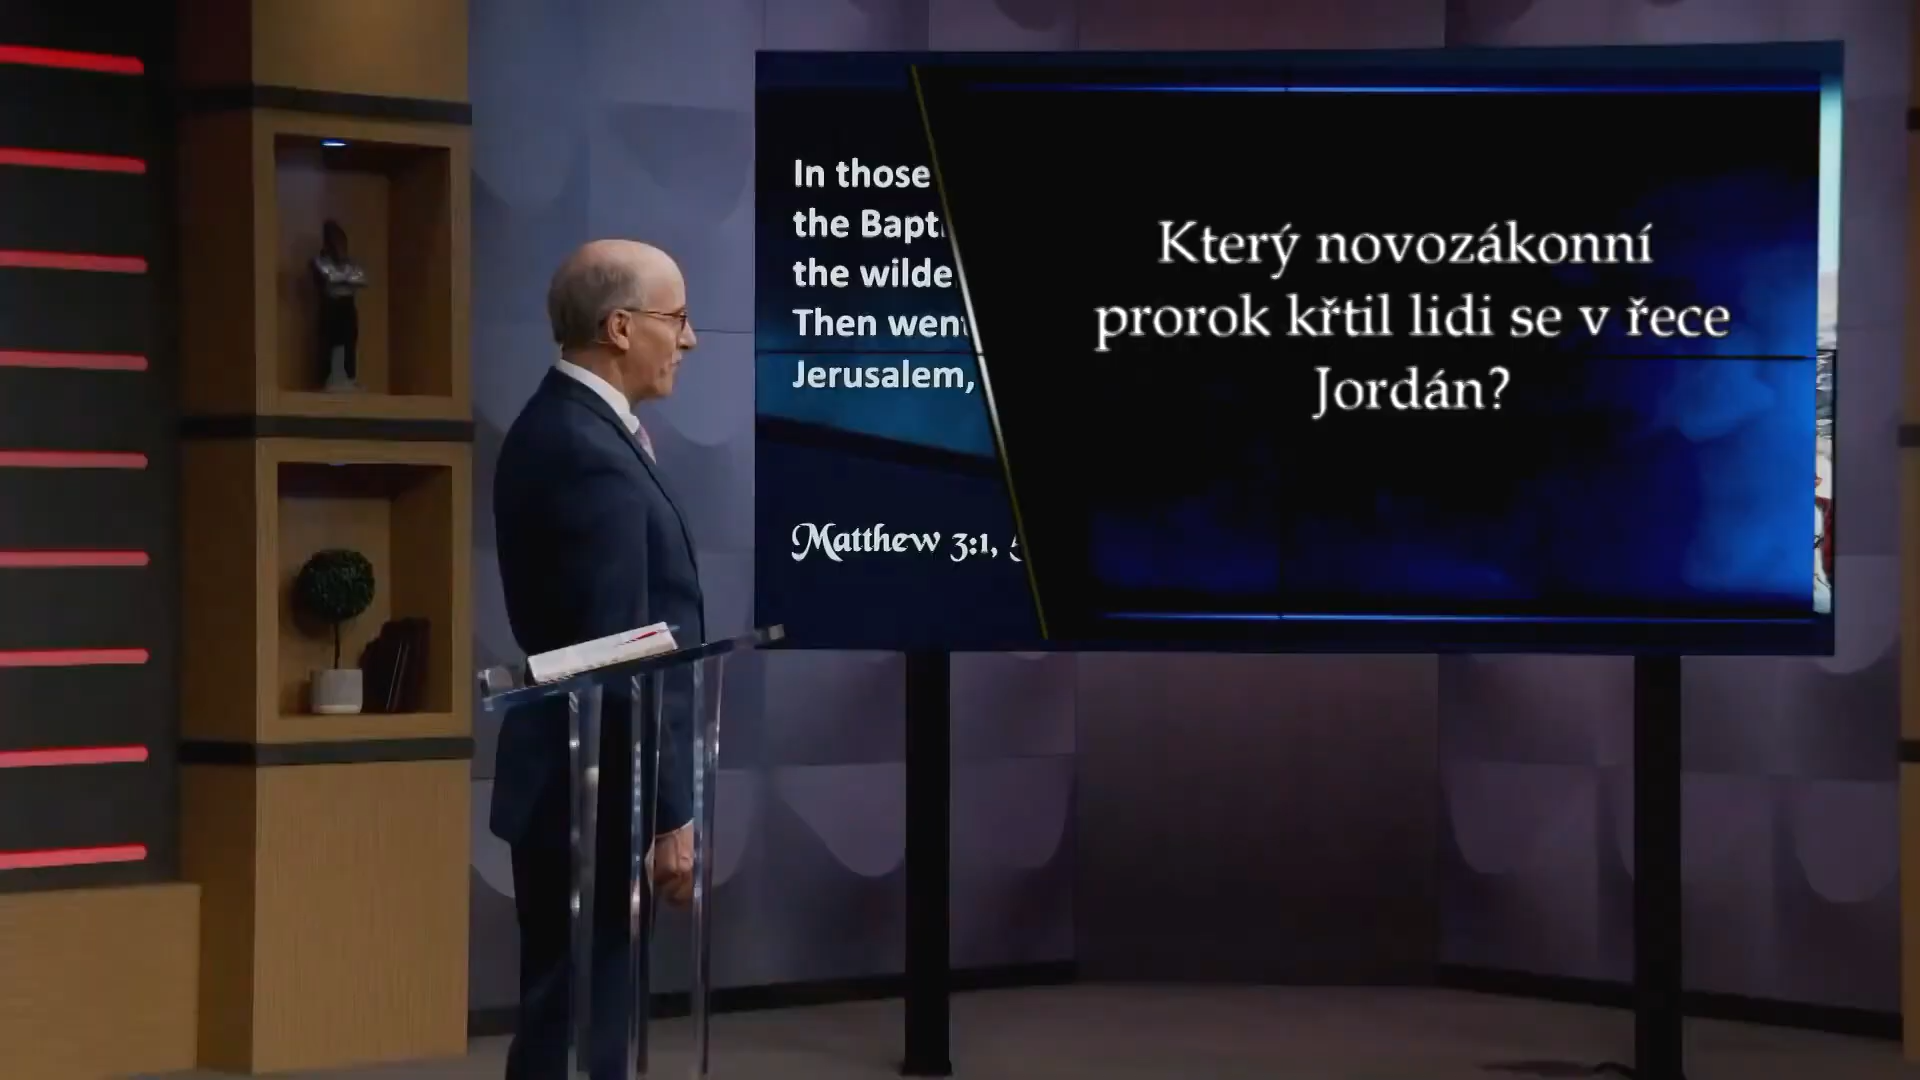 In those
the Bapt
the wilde
Then went
Jerusalem,
Matthew 3:1,
Který novozákonní
prorok křtil lidi se v řece
Jordán?